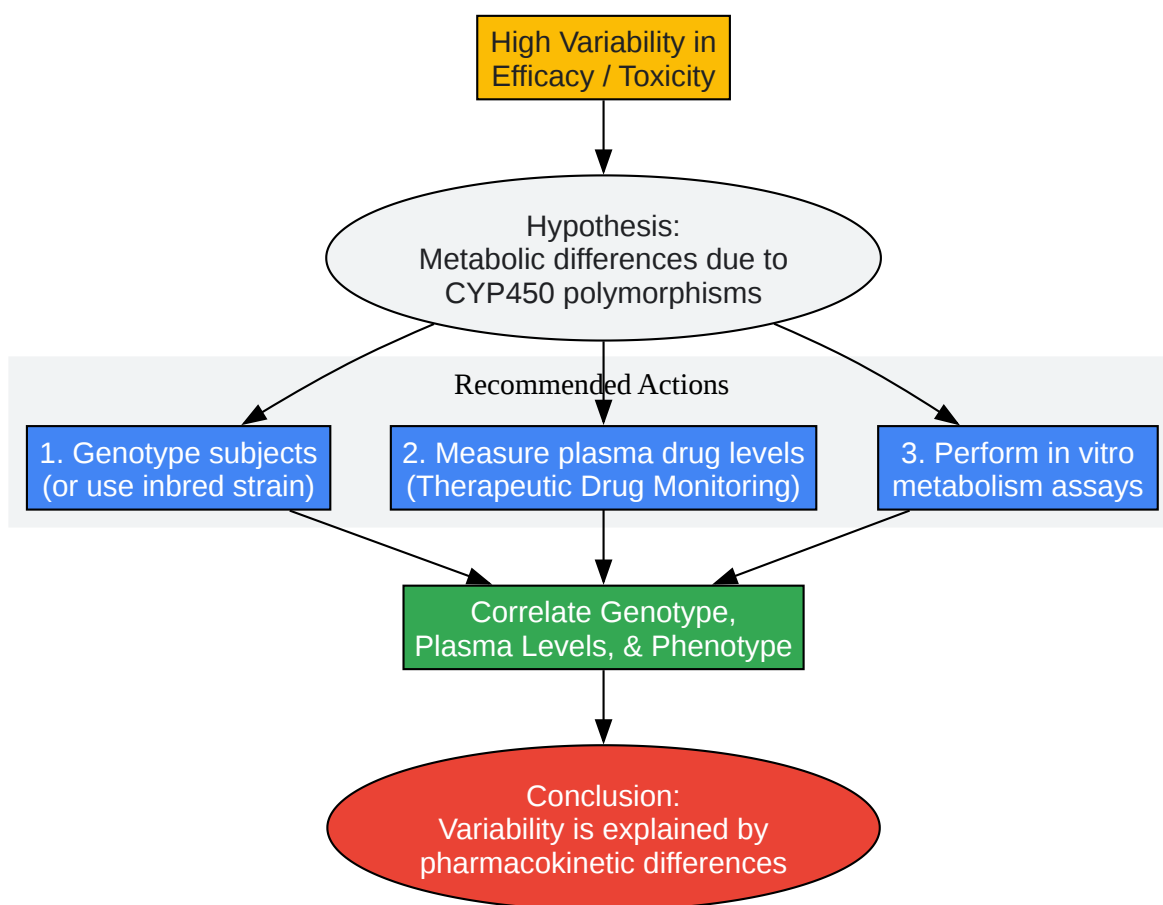 High Variability in
Efficacy / Toxicity
Hypothesis:
Metabolic differences due to
CYP450 polymorphisms
Recommended Actions
1. Genotype subjects
(or use inbred strain)
2. Measure plasma drug levels
(Therapeutic Drug Monitoring)
3. Perform in vitro
metabolism assays
Correlate Genotype,
Plasma Levels, & Phenotype
Conclusion:
Variability is explained by
pharmacokinetic differences